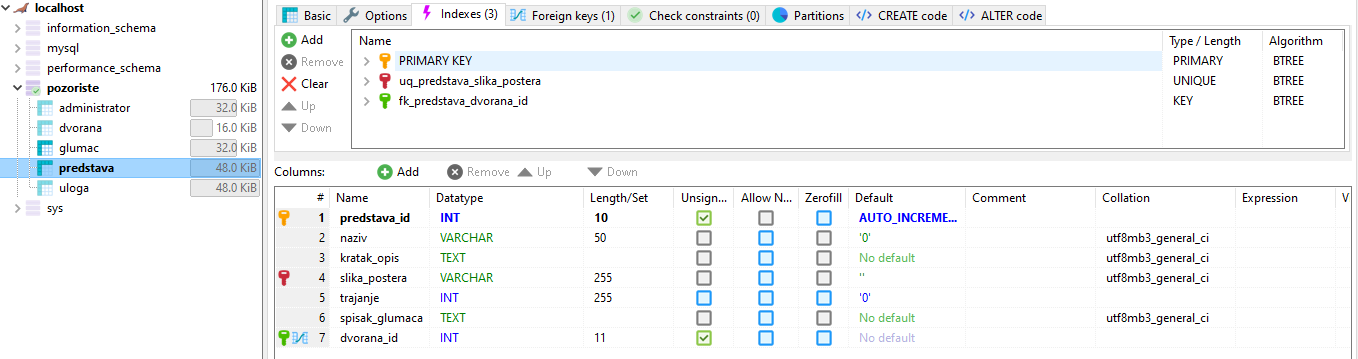 localhost
information_schema
mysql
performance_schema
pozoriste 176.0 KiB
administrator 32.0 KiB
dvorana 16.0 KiB
glumac 32.0 KiB
predstava 48.0 KiB
uloga 48.0 KiB
sys
Basic Options Indexes (3) Foreign keys (1) Check constraints (0) Partitions CREATE code ALTER code
Add
Remove
Clear
Up
Down
Name Type / Length Algorithm
PRIMARY KEY PRIMARY BTREE
uq_predstava_slika_postera UNIQUE BTREE
fk_predstava_dvorana_id KEY BTREE
Columns: Add Remove Up Down
# Name Datatype Length/Set Unsign... Allow N... Zerofill Default Comment Collation Expression V
1 predstava_id INT 10 AUTO_INCREME...
2 naziv VARCHAR 50 '0' utf8mb3_general_ci
3 kratak_opis TEXT No default utf8mb3_general_ci
4 slika_postera VARCHAR 255 '' utf8mb3_general_ci
5 trajanje INT 255 '0'
6 spisak_glumaca TEXT No default utf8mb3_general_ci
7 dvorana_id INT 11 No default